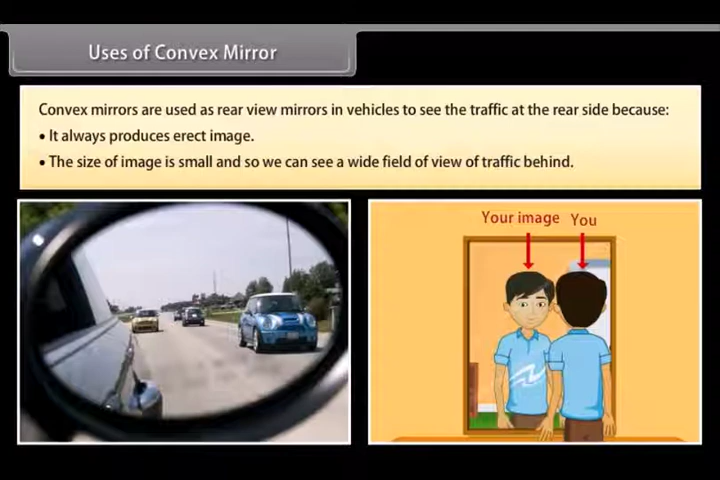 Uses of Convex Mirror
Convex mirrors are used as rear view mirrors in vehicles to see the traffic at the rear side because:
• It always produces erect image.
• The size of image is small and so we can see a wide field of view of traffic behind.
Your image You